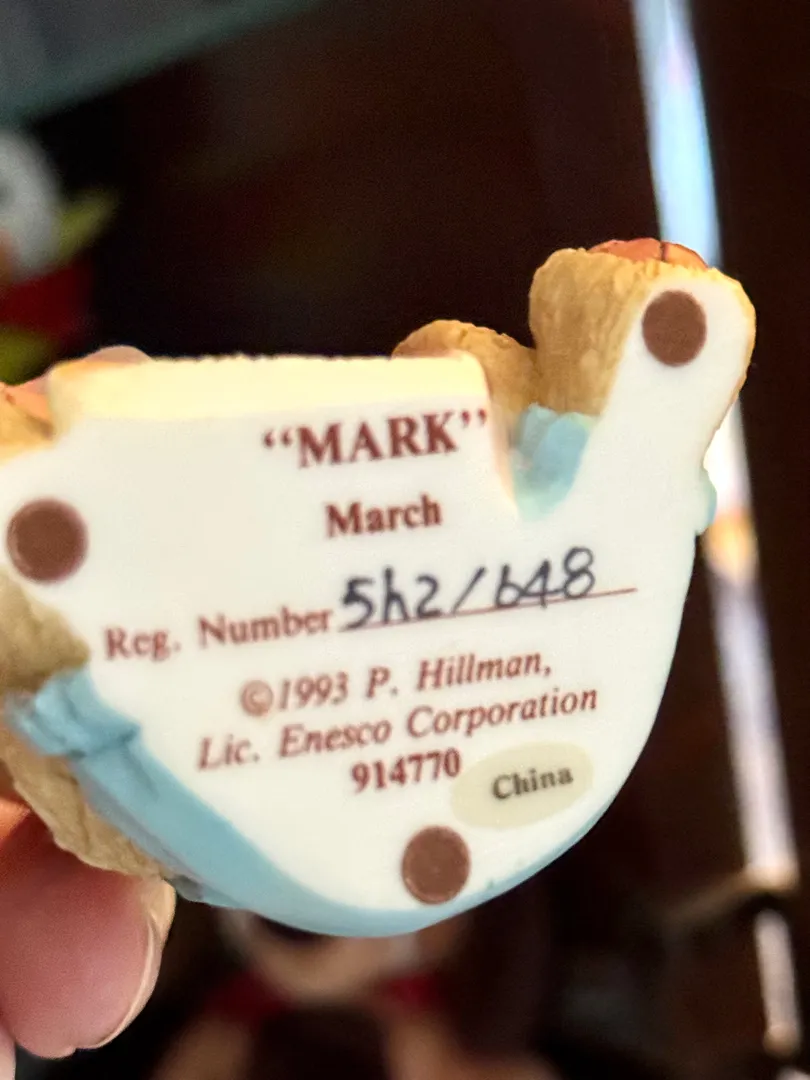 “MARK”
March
Reg. Number 5h2/648
©1993 P. Hillman,
Lic. Enesco Corporation
914770
China